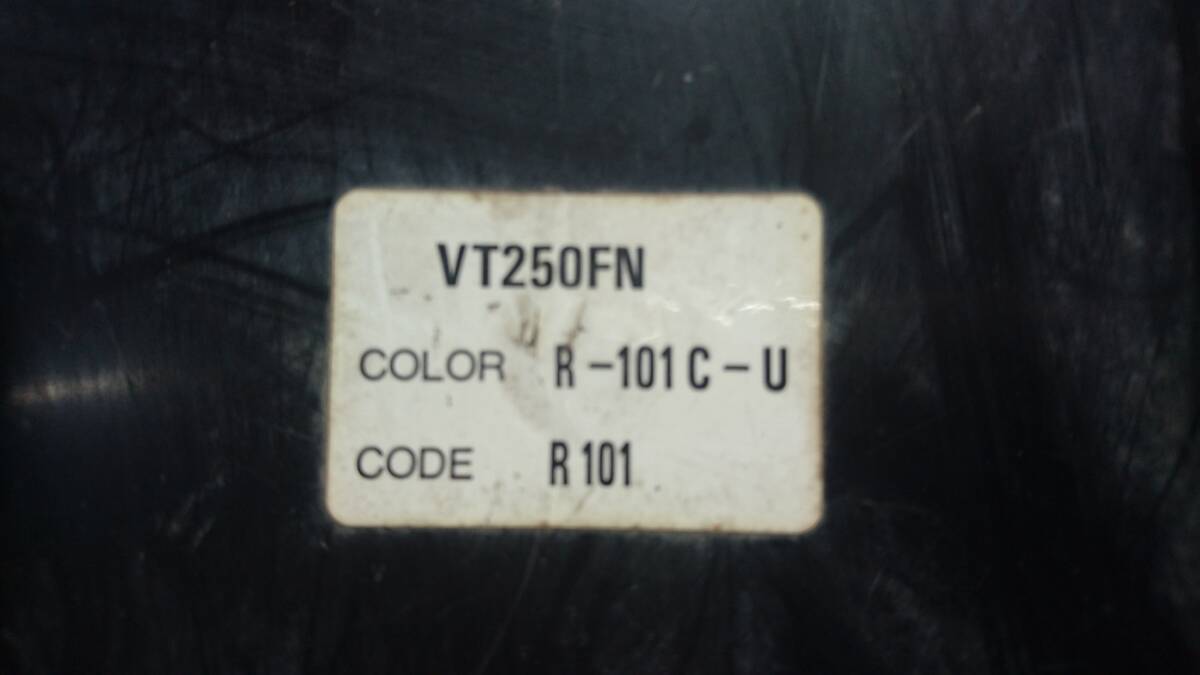 VT250FN
COLOR R-101C-U
CODE R101